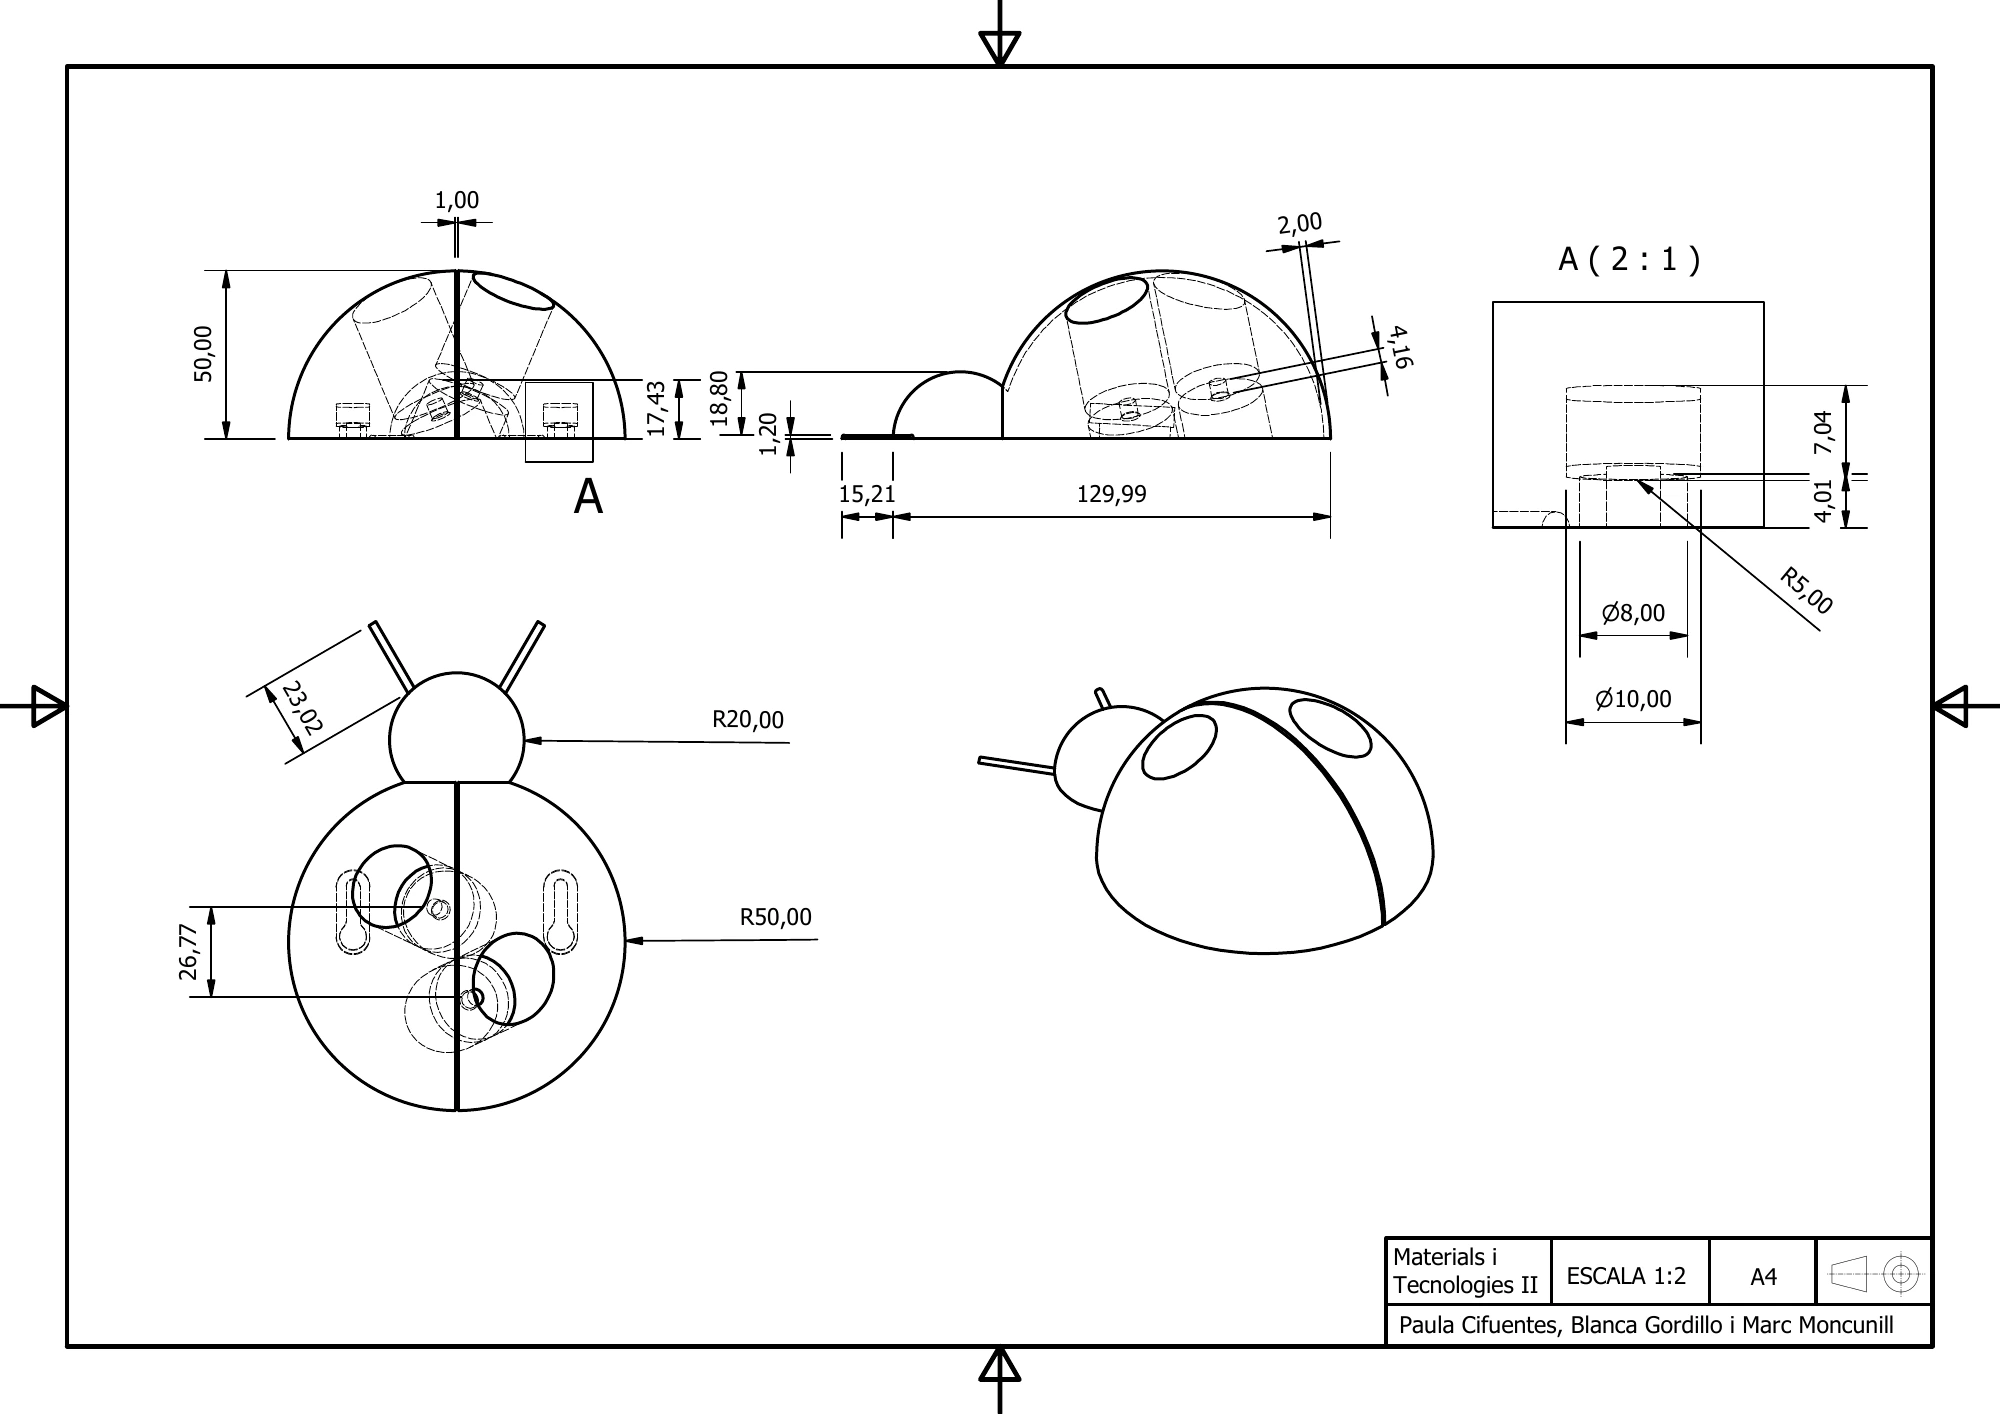 1,00
50,00
17,43
A
2,00
4,16
18,80
1,20
15,21
129,99
A ( 2 : 1 )
7,04
4,01
R5,00
Ø8,00
Ø10,00
23,02
R20,00
26,77
R50,00
Materials i
Tecnologies II
ESCALA 1:2
A4
Paula Cifuentes, Blanca Gordillo i Marc Moncunill